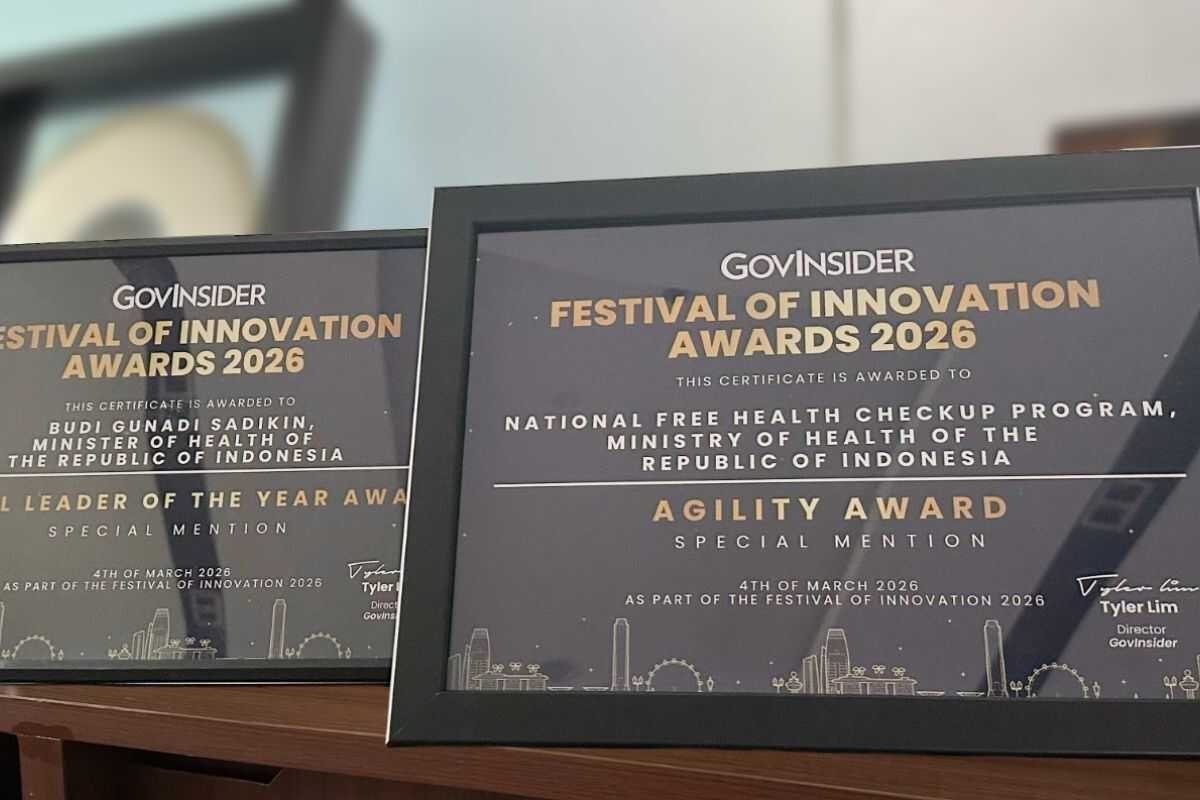 GOVINSIDER
FESTIVAL OF INNOVATION
AWARDS 2026
THIS CERTIFICATE IS AWARDED TO
BUDI GUNADI SADIKIN,
MINISTER OF HEALTH OF
THE REPUBLIC OF INDONESIA
LEADER OF THE YEAR
SPECIAL MENTION
4TH OF MARCH 2026
AS PART OF THE FESTIVAL OF INNOVATION 2026
Tyler
GOVINSIDER
FESTIVAL OF INNOVATION
AWARDS 2026
THIS CERTIFICATE IS AWARDED TO
NATIONAL FREE HEALTH CHECKUP PROGRAM,
MINISTRY OF HEALTH OF THE
REPUBLIC OF INDONESIA
AGILITY AWARD
SPECIAL MENTION
4TH OF MARCH 2026
AS PART OF THE FESTIVAL OF INNOVATION 2026
Tyler Lim
Tyler Lim
Director
GovInsider